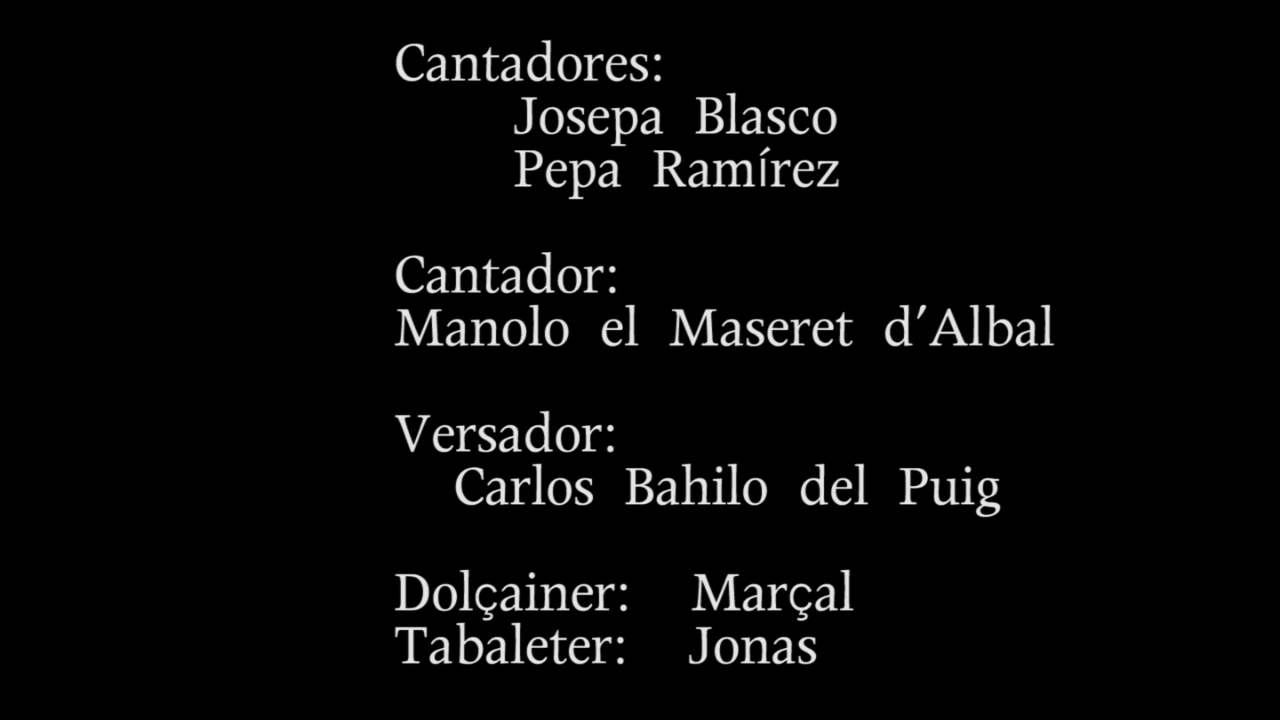 Cantadores:
Josepa Blasco
Pepa Ramírez
Cantador:
Manolo el Maseret d'Albal
Versador:
Carlos Bahilo del Puig
Dolçainer: Marçal
Tabaleter: Jonas